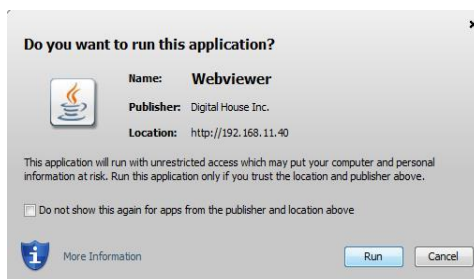 Do you want to run this application?
Name: Webviewer
Publisher: Digital House Inc.
Location: http://192.168.11.40
This application will run with unrestricted access which may put your computer and personal
information at risk. Run this application only if you trust the location and publisher above.
Do not show this again for apps from the publisher and location above
More Information Run Cancel